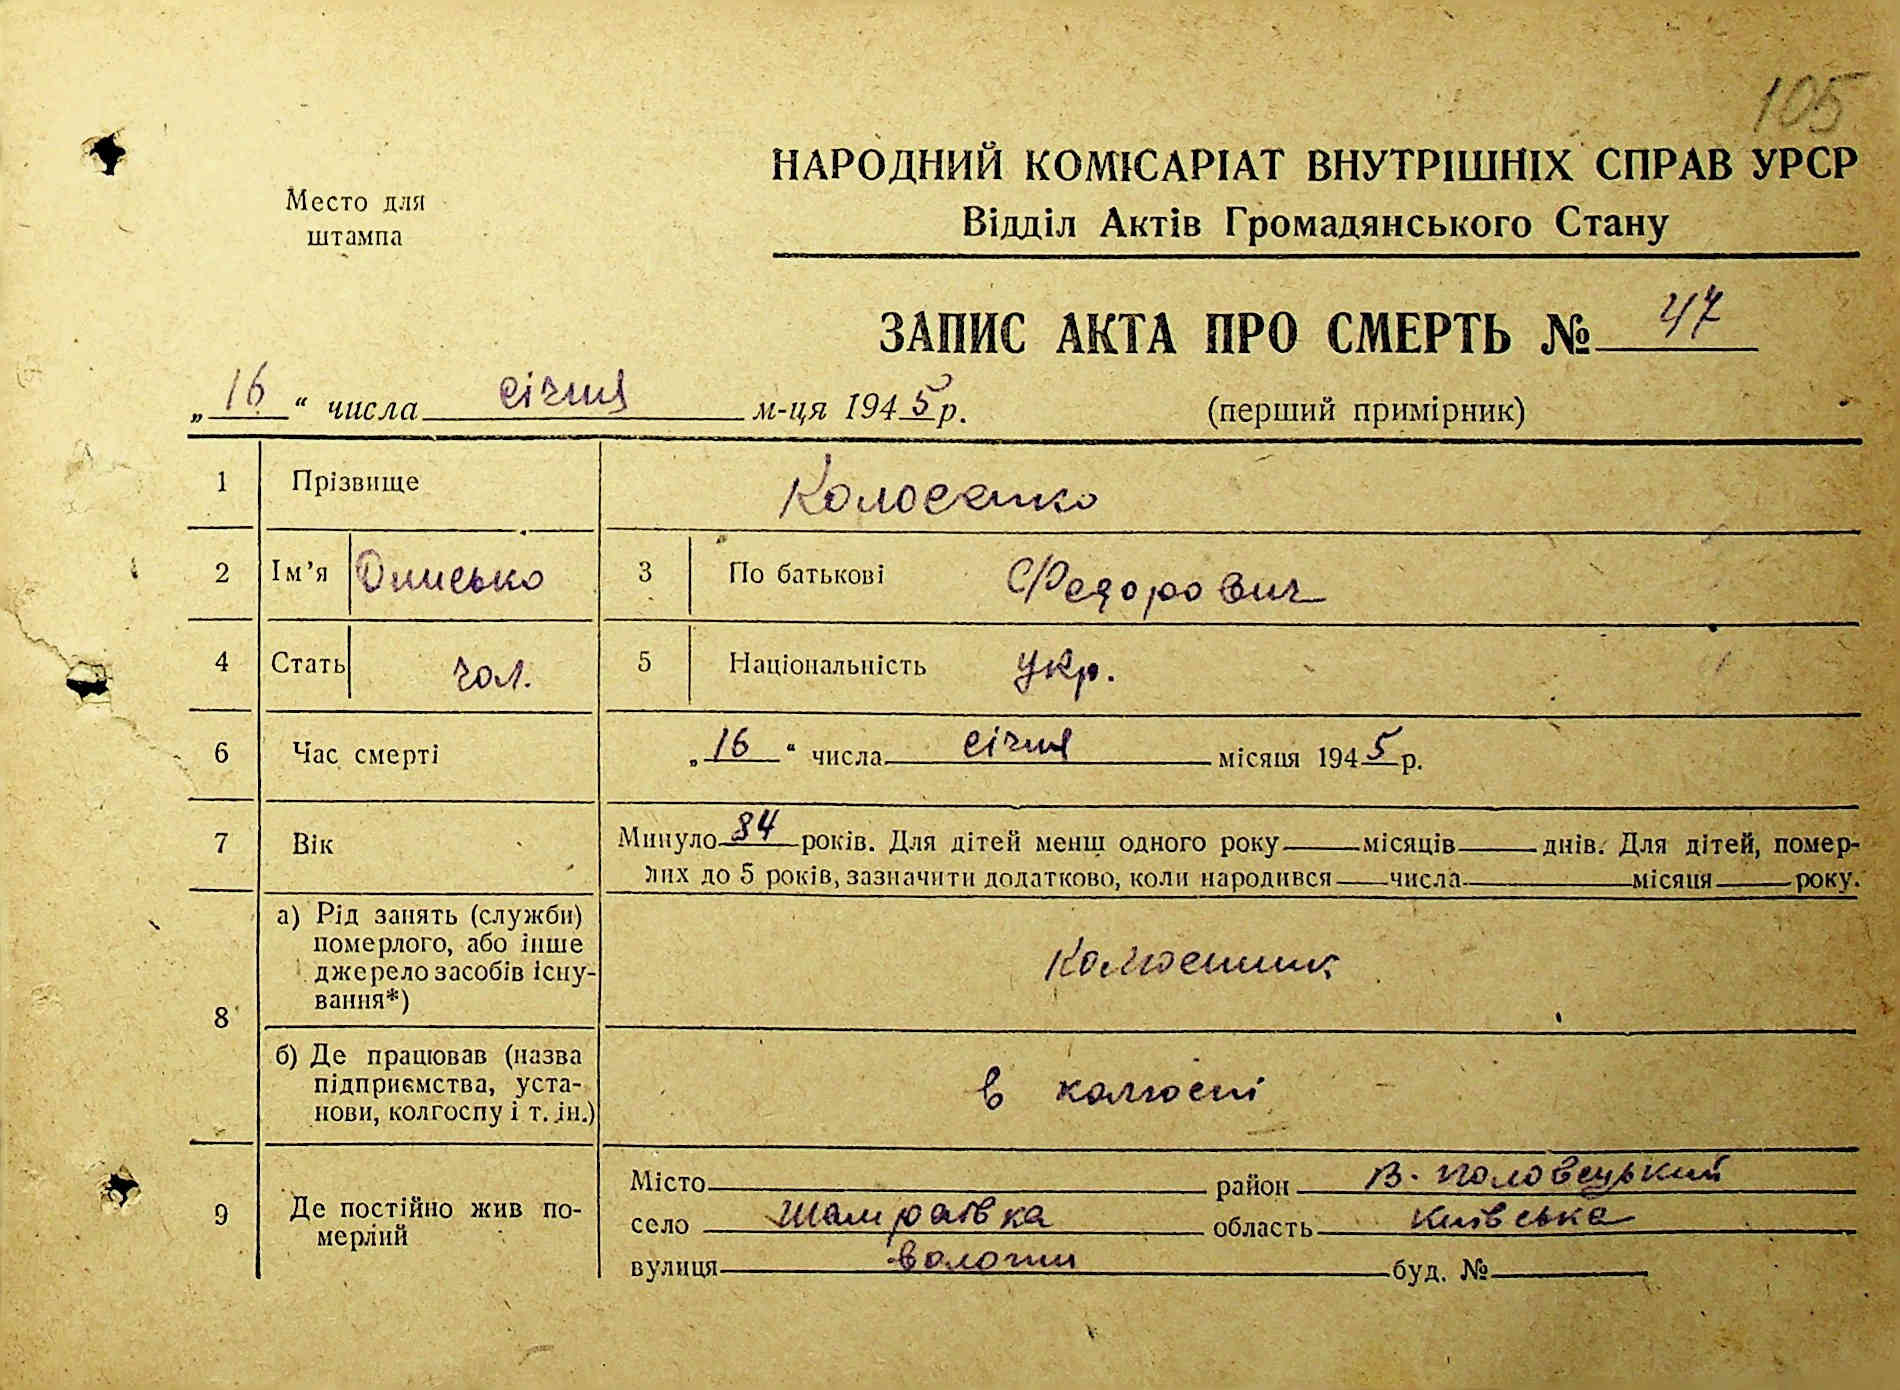 105
Место для
штампа
НАРОДНИЙ КОМІСАРІАТ ВНУТРІШНІХ СПРАВ УРСР
Відділ Актів Громадянського Стану
ЗАПИС АКТА ПРО СМЕРТЬ № 47
„16“ числа січня м-ця 1945 р. (перший примірник)
1 Прізвище Колосенко
2 Ім’я Описько 3 По батькові Федорович
4 Стать чол. 5 Національність укр.
6 Час смерті „16“ числа січня місяця 1945 р.
7 Вік Минуло 84 років. Для дітей менш одного року місяців днів. Для дітей, помер-
лих до 5 років, зазначити додатково, коли народився числа місяця року.
8 а) Рід занять (служби)
померлого, або інше
джерело засобів існу-
вання*)
колгоспник
б) Де працював (назва
підприємства, уста-
нови, колгоспу і т. ін.)
в колгоспі
9 Де постійно жив по-
мерлий
Місто район В. Половецький
село Шамраївка область Київська
вулиця буд. №